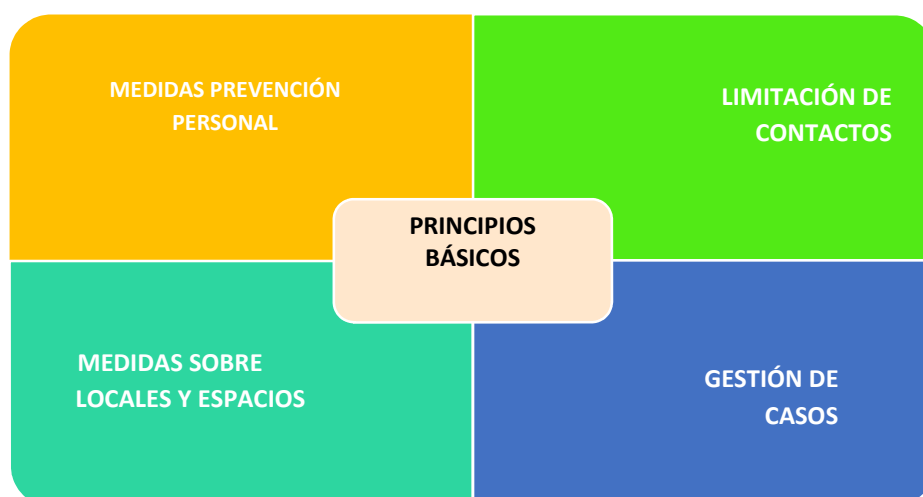 MEDIDAS PREVENCIÓN
PERSONAL
LIMITACIÓN DE
CONTACTOS
PRINCIPIOS
BÁSICOS
MEDIDAS SOBRE
LOCALES Y ESPACIOS
GESTIÓN DE
CASOS